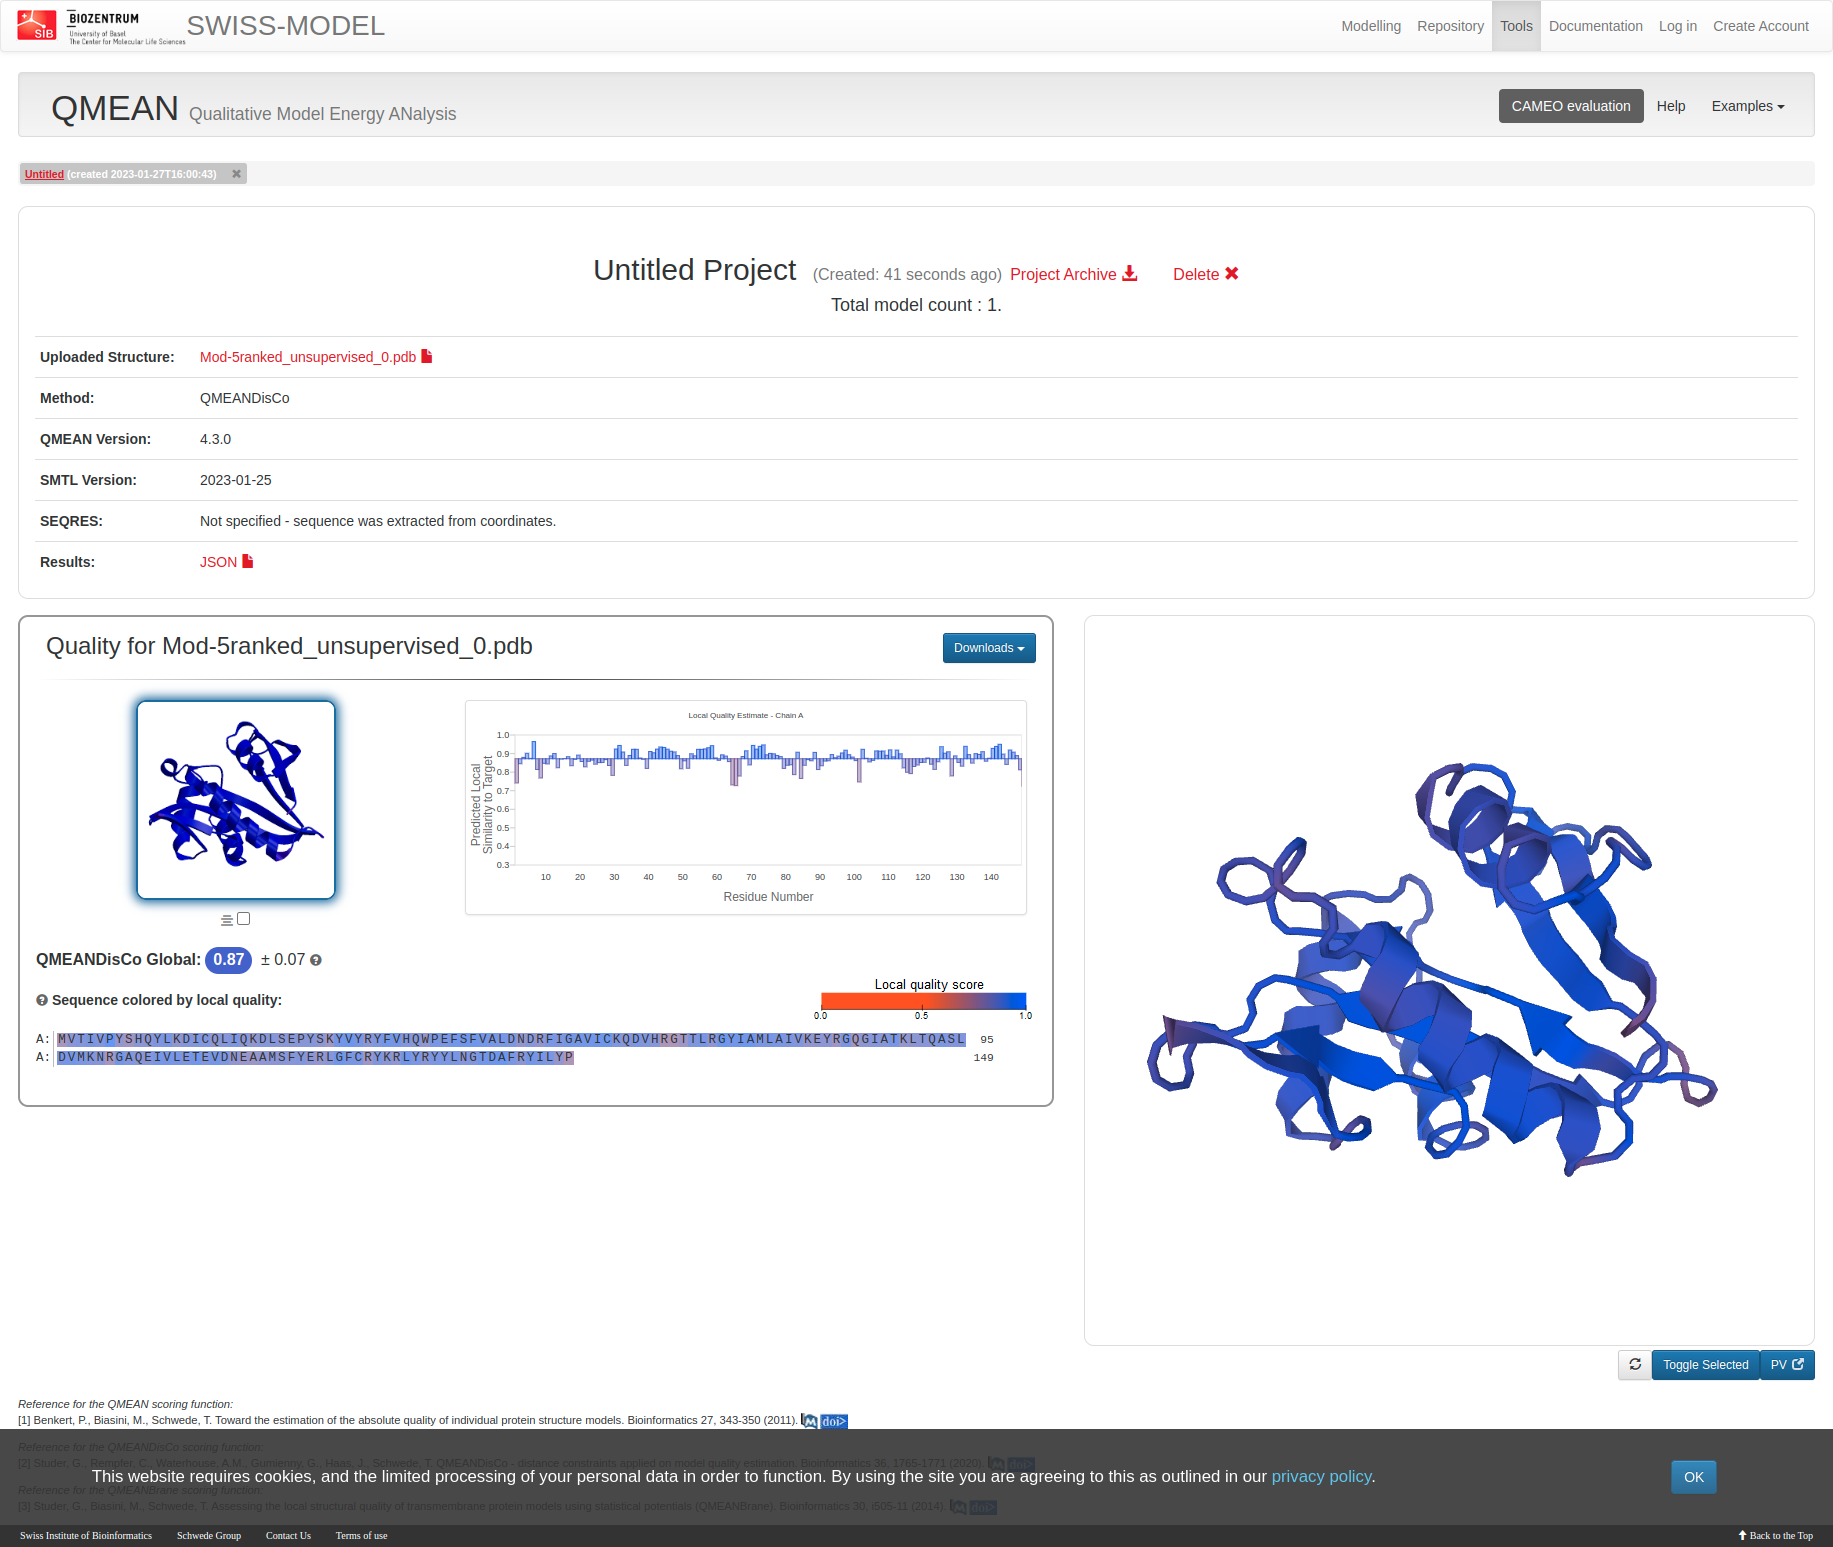 SIB
BIOZENTRUM
University of Basel
The Center for Molecular Life Sciences
SWISS-MODEL
Modelling Repository Tools Documentation Log in Create Account
QMEAN Qualitative Model Energy ANalysis
CAMEO evaluation Help Examples
Untitled (created 2023-01-27T16:00:43)
Untitled Project (Created: 41 seconds ago) Project Archive Delete
Total model count : 1.
Uploaded Structure: Mod-5ranked_unsupervised_0.pdb
Method: QMEANDisCo
QMEAN Version: 4.3.0
SMTL Version: 2023-01-25
SEQRES: Not specified - sequence was extracted from coordinates.
Results: JSON
Quality for Mod-5ranked_unsupervised_0.pdb
Downloads
Local Quality Estimate - Chain A
Predicted Local
Similarity to Target
1.0
0.9
0.8
0.7
0.6
0.5
0.4
0.3
10 20 30 40 50 60 70 80 90 100 110 120 130 140
Residue Number
QMEANDisCo Global: 0.87 ± 0.07
Sequence colored by local quality:
Local quality score
0.0 0.5 1.0
A: MVTIVPYSHQYLKDICQLIQKDLSEPYSKYVYRYFVHQWPEFSFVALDNDRFIGAVICKQDVHRGTTLRGYIAMLAIVKEYRGQGIATKLTQASL 95
A: DVMKNRGAQEIVLETEVDNEAAMSFYERLGFCRYKRLYRYYLNGTDAFRYILYP 149
Toggle Selected
PV
Reference for the QMEAN scoring function:
[1] Benkert, P., Biasini, M., Schwede, T. Toward the estimation of the absolute quality of individual protein structure models. Bioinformatics 27, 343-350 (2011). M doi>
Reference for the QMEANDisCo scoring function:
[2] Studer, G., Rempfer, C., Waterhouse, A.M., Gumienny, G., Haas, J., Schwede, T. QMEANDisCo - distance constraints applied on model quality estimation. Bioinformatics 36, 1765-1771 (2020). M doi>
This website requires cookies, and the limited processing of your personal data in order to function. By using the site you are agreeing to this as outlined in our privacy policy.
OK
Reference for the QMEANBrane scoring function:
[3] Studer, G., Biasini, M., Schwede, T. Assessing the local structural quality of transmembrane protein models using statistical potentials (QMEANBrane). Bioinformatics 30, i505-11 (2014). M doi>
Swiss Institute of Bioinformatics Schwede Group Contact Us Terms of use
Back to the Top